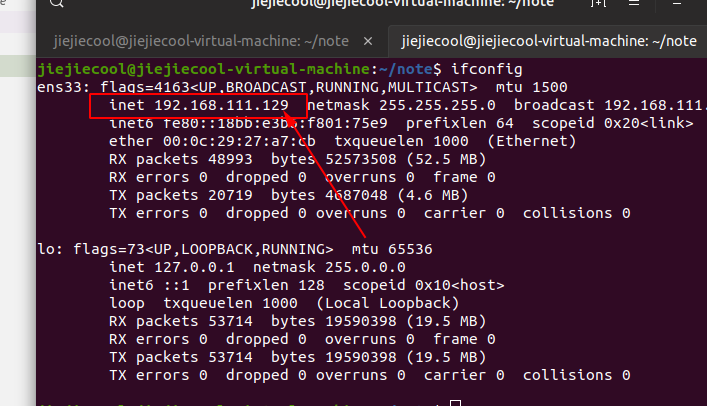 jiejiecool@jiejiecool-virtual-machine: ~/note
jiejiecool@jiejiecool-virtual-machine: ~/note × jiejiecool@jiejiecool-virtual-machine: ~/note
jiejiecool@jiejiecool-virtual-machine:~/note$ ifconfig
ens33: flags=4163<UP,BROADCAST,RUNNING,MULTICAST>  mtu 1500
        inet 192.168.111.129  netmask 255.255.255.0  broadcast 192.168.111.
        inet6 fe80::18bb:e3b6:f801:75e9  prefixlen 64  scopeid 0x20<link>
        ether 00:0c:29:27:a7:cb  txqueuelen 1000  (Ethernet)
        RX packets 48993  bytes 52573508 (52.5 MB)
        RX errors 0  dropped 0  overruns 0  frame 0
        TX packets 20719  bytes 4687048 (4.6 MB)
        TX errors 0  dropped 0 overruns 0  carrier 0  collisions 0
lo: flags=73<UP,LOOPBACK,RUNNING>  mtu 65536
        inet 127.0.0.1  netmask 255.0.0.0
        inet6 ::1  prefixlen 128  scopeid 0x10<host>
        loop  txqueuelen 1000  (Local Loopback)
        RX packets 53714  bytes 19590398 (19.5 MB)
        RX errors 0  dropped 0  overruns 0  frame 0
        TX packets 53714  bytes 19590398 (19.5 MB)
        TX errors 0  dropped 0 overruns 0  carrier 0  collisions 0